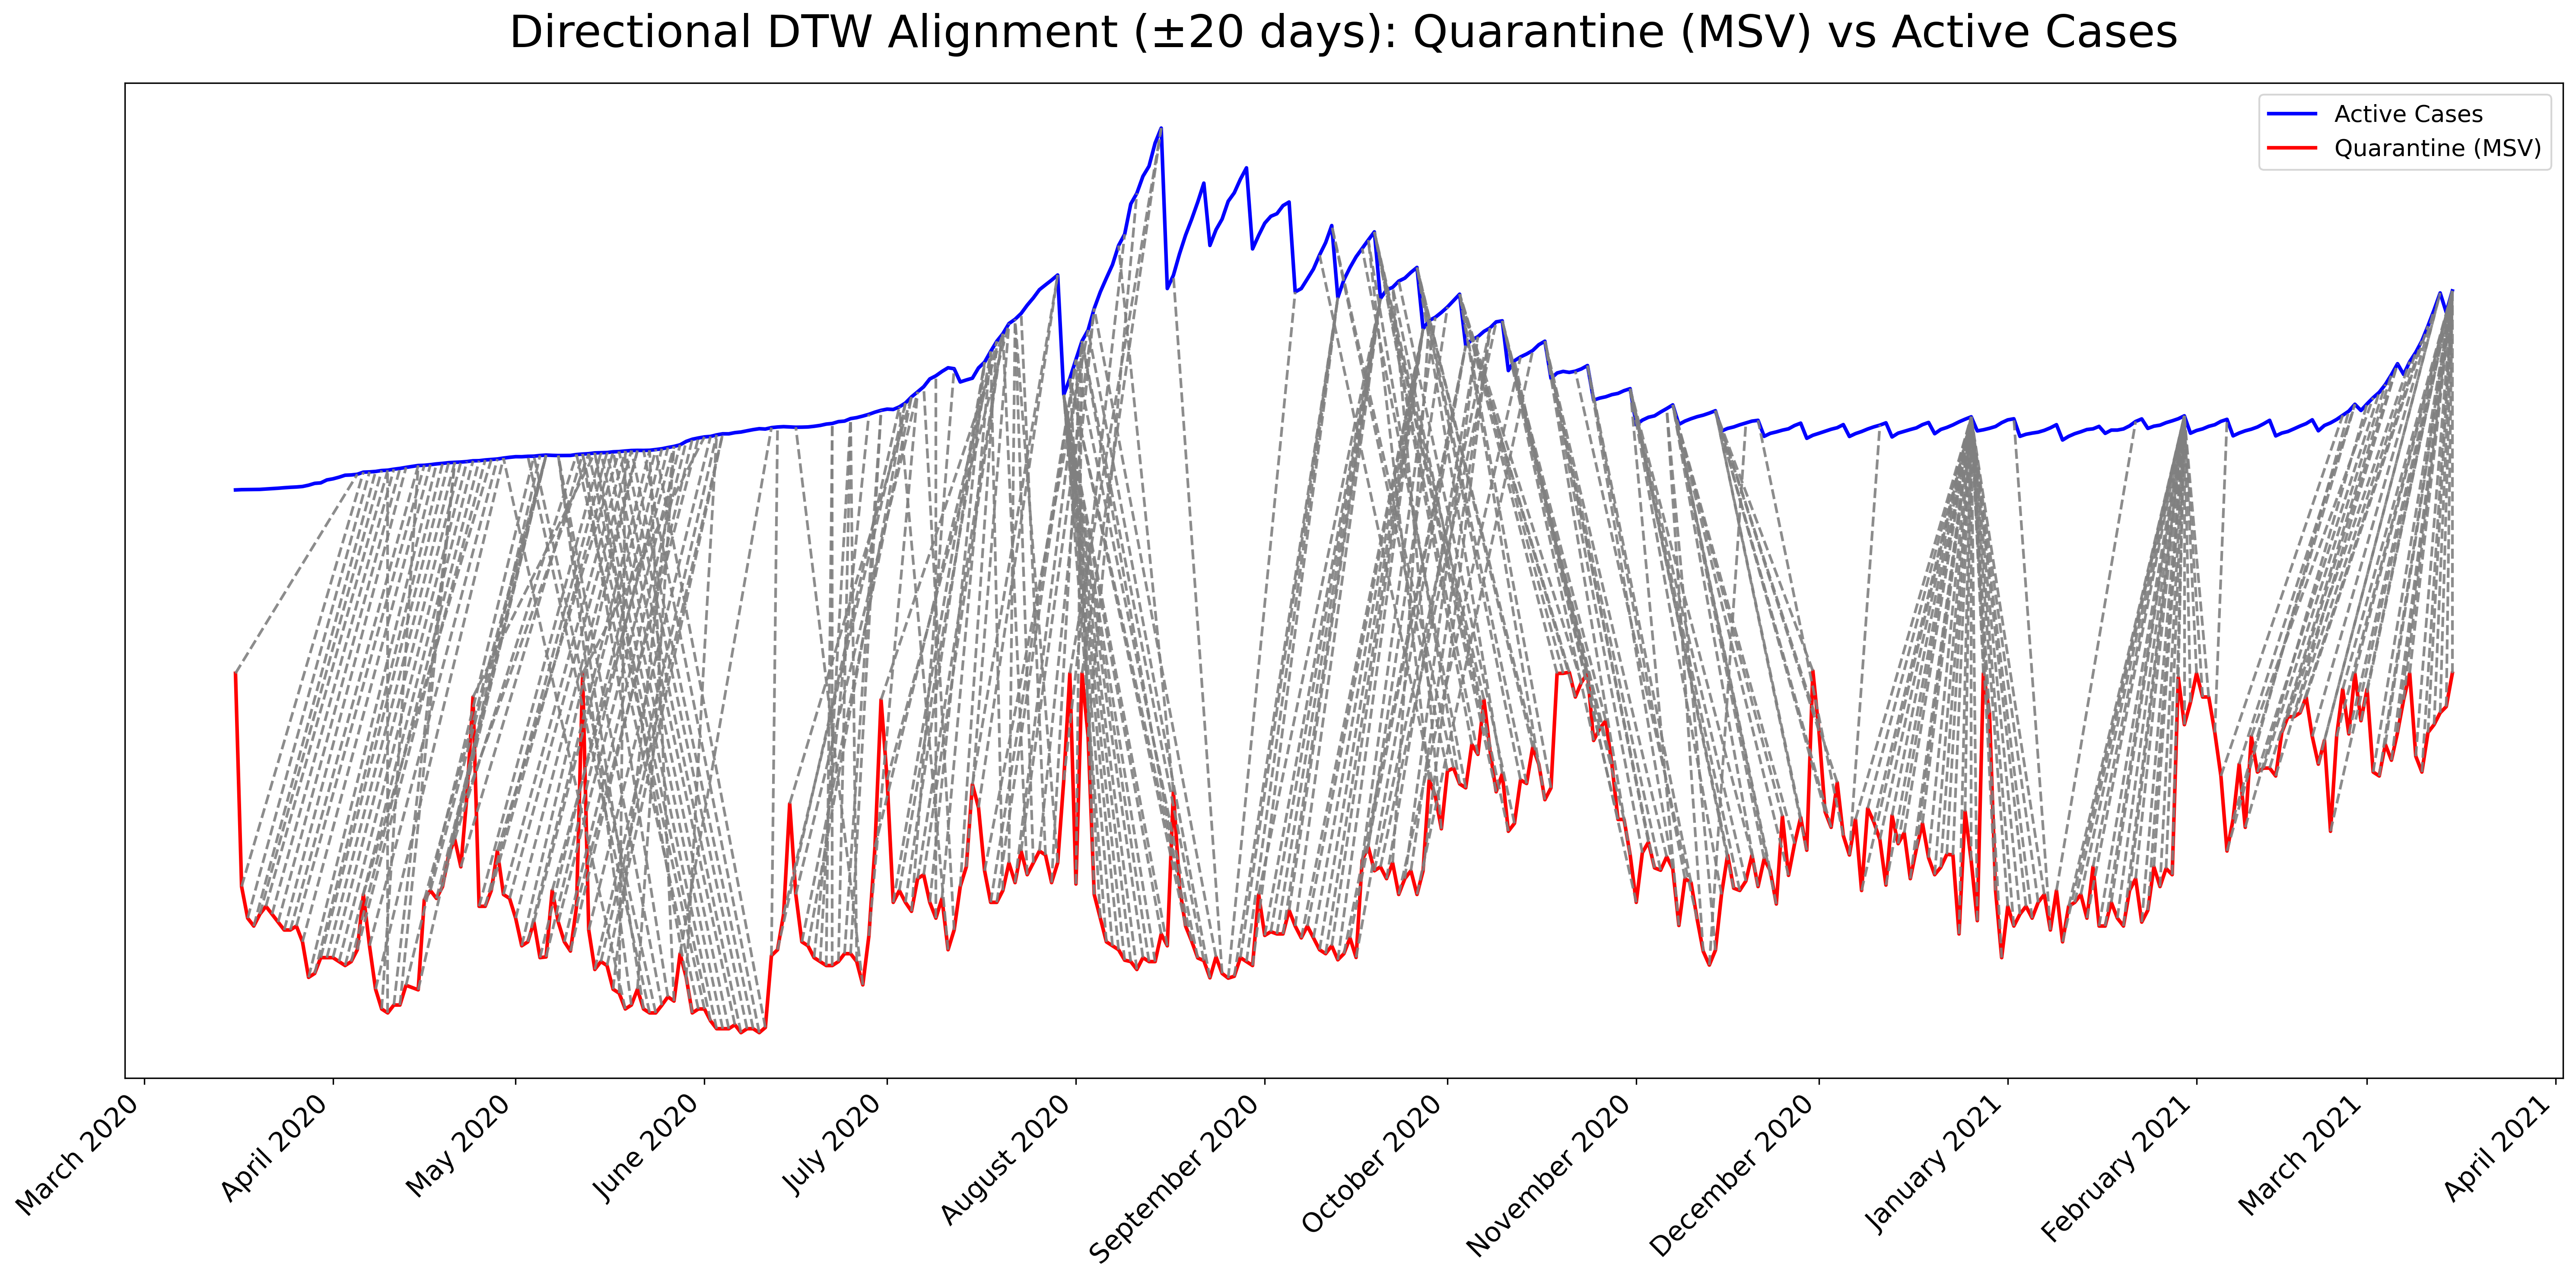 Directional DTW Alignment (±20 days): Quarantine (MSV) vs Active Cases
Active Cases
Quarantine (MSV)
March 2020
April 2020
May 2020
June 2020
July 2020
August 2020
September 2020
October 2020
November 2020
December 2020
January 2021
February 2021
March 2021
April 2021